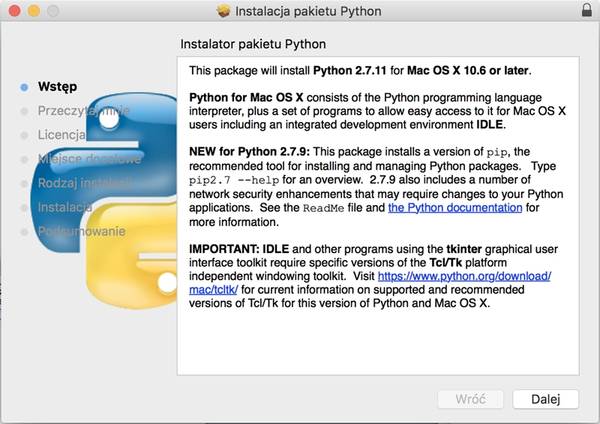 Instalacja pakietu Python
Instalator pakietu Python
Wstęp
Przeczytaj mnie
Licencja
Miejsce docelowe
Rodzaj instalacji
Instalacja
Podsumowanie
This package will install Python 2.7.11 for Mac OS X 10.6 or later.
Python for Mac OS X consists of the Python programming language
interpreter, plus a set of programs to allow easy access to it for Mac OS X
users including an integrated development environment IDLE.
NEW for Python 2.7.9: This package installs a version of pip, the
recommended tool for installing and managing Python packages. Type
pip2.7 --help for an overview. 2.7.9 also includes a number of
network security enhancements that may require changes to your Python
applications. See the ReadMe file and the Python documentation for
more information.
IMPORTANT: IDLE and other programs using the tkinter graphical user
interface toolkit require specific versions of the Tcl/Tk platform
independent windowing toolkit. Visit https://www.python.org/download/
mac/tcltk/ for current information on supported and recommended
versions of Tcl/Tk for this version of Python and Mac OS X.
Wróć
Dalej